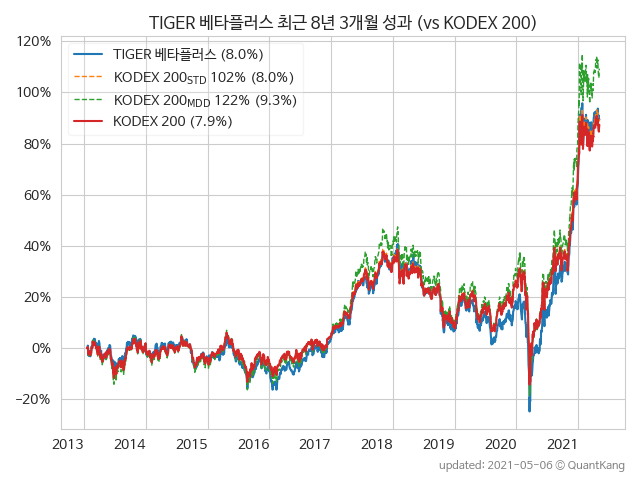 TIGER 베타플러스 최근 8년 3개월 성과 (vs KODEX 200)
120%
100%
80%
60%
40%
20%
0%
−20%
TIGER 베타플러스 (8.0%)
KODEX 200STD 102% (8.0%)
KODEX 200MDD 122% (9.3%)
KODEX 200 (7.9%)
2013 2014 2015 2016 2017 2018 2019 2020 2021
updated: 2021-05-06 © QuantKang